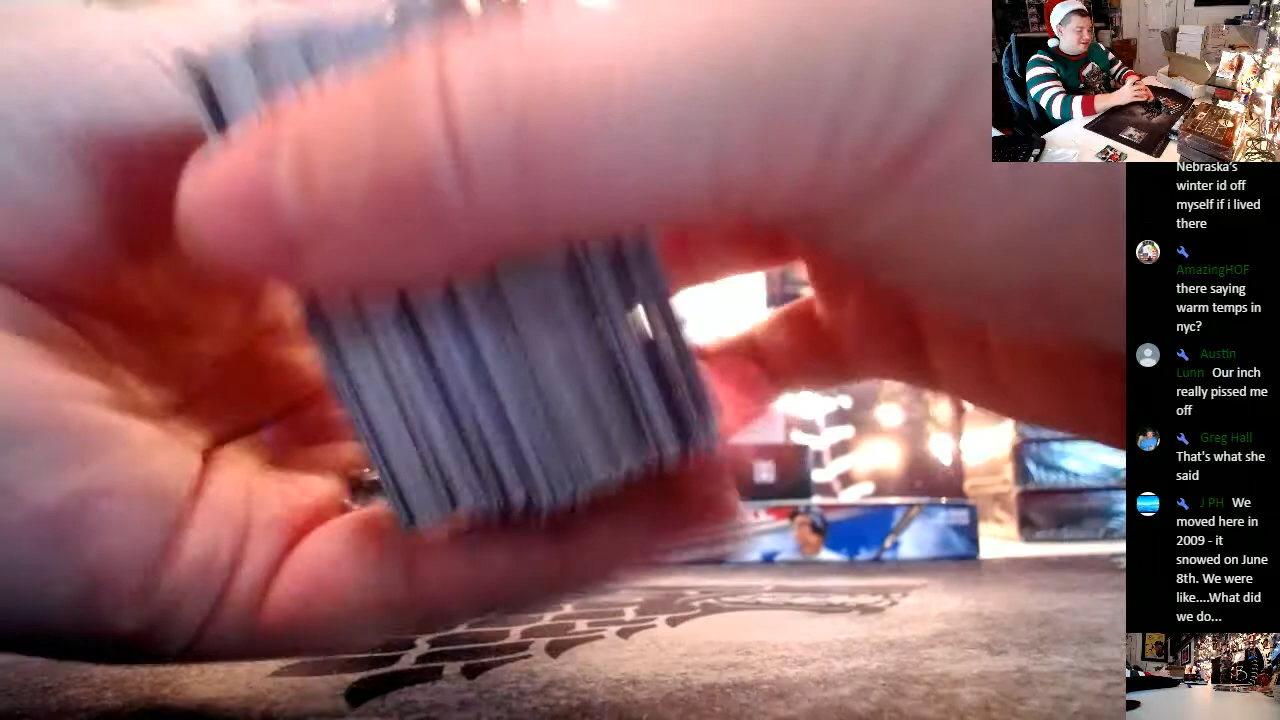 Nebraska's
winter id off
myself if i lived
there
AmazingHOF
there saying
warm temps in
nyc?
Austin
Lunn Our inch
really pissed me
off
Greg Hall
That's what she
said
J PH We
moved here in
2009 - it
snowed on June
8th. We were
like....What did
we do...